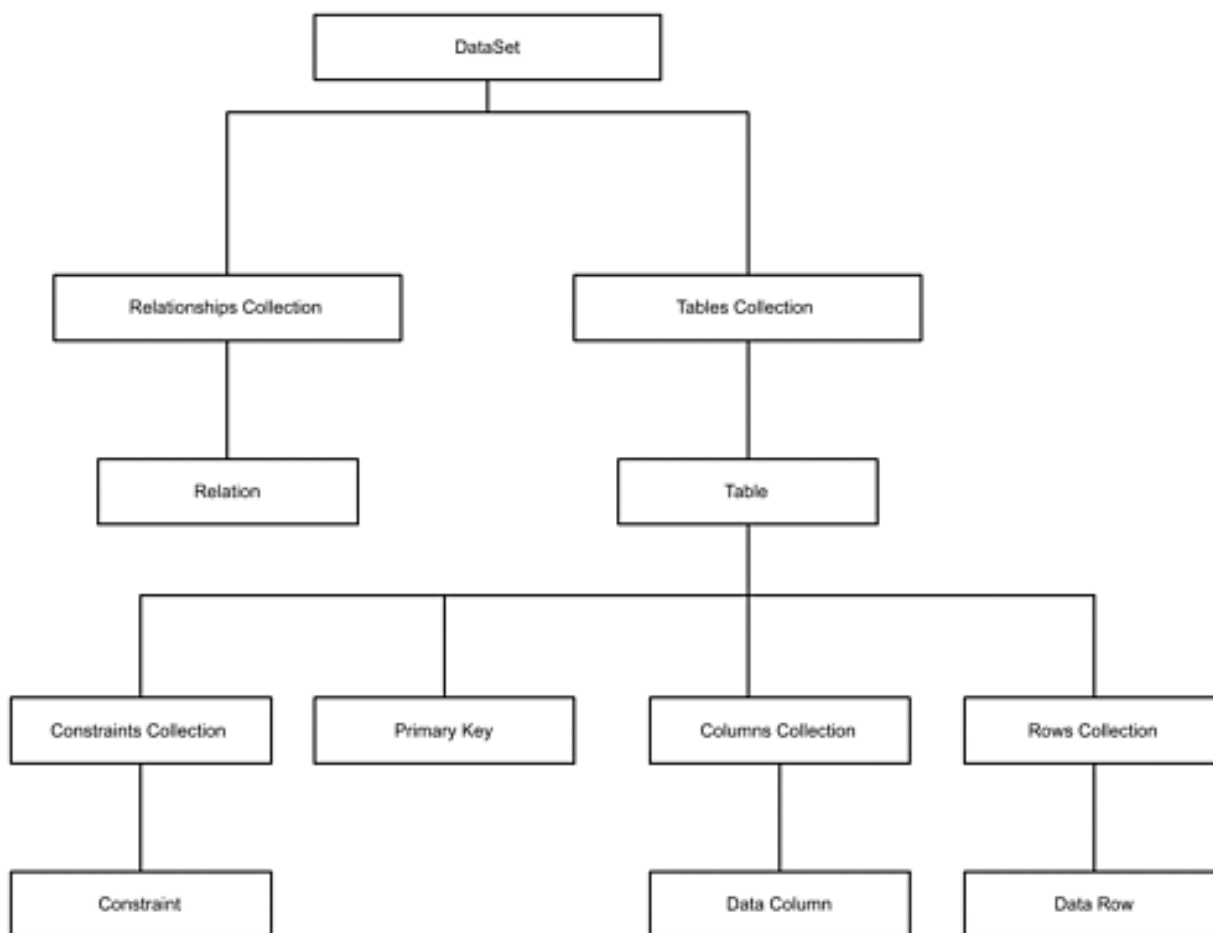 DataSet
Relationships Collection
Tables Collection
Relation
Table
Constraints Collection
Primary Key
Columns Collection
Rows Collection
Constraint
Data Column
Data Row